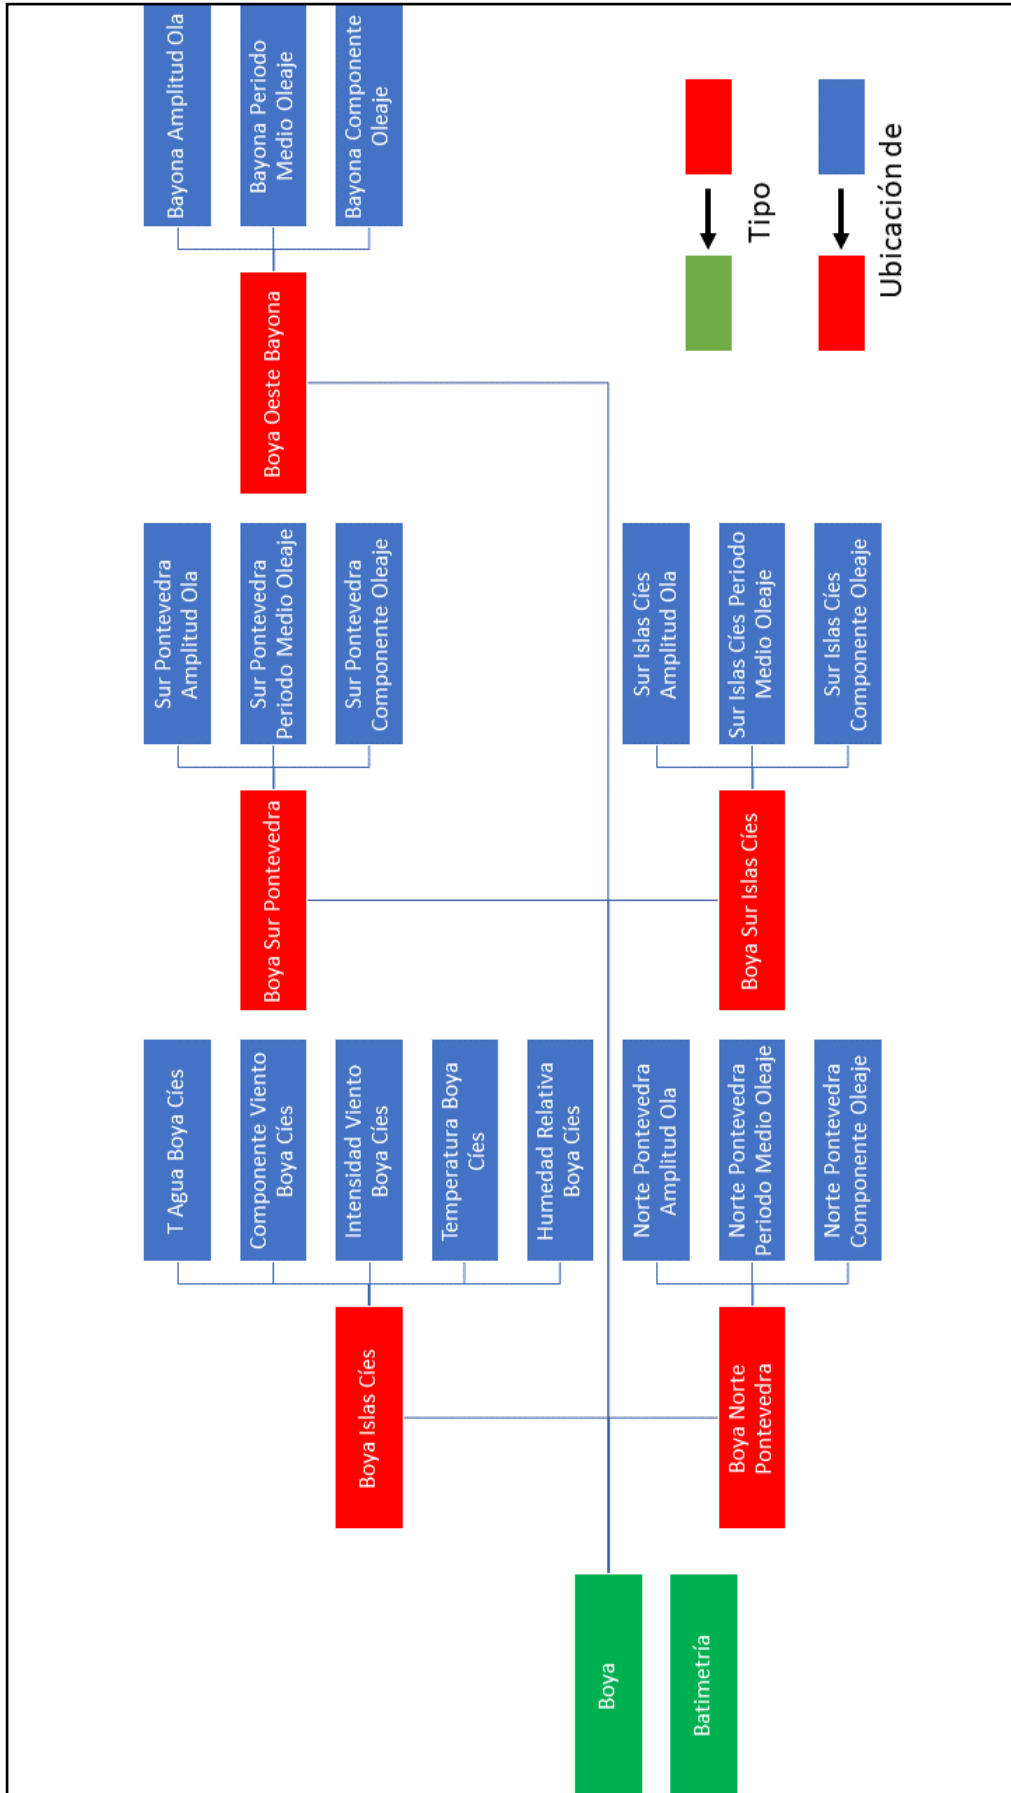 Boya
Batimetría
Boya Islas Cíes
T Agua Boya Cíes
Componente Viento
Boya Cíes
Intensidad Viento
Boya Cíes
Temperatura Boya
Cíes
Humedad Relativa
Boya Cíes
Boya Norte
Pontevedra
Norte Pontevedra
Amplitud Ola
Norte Pontevedra
Periodo Medio Oleaje
Norte Pontevedra
Componente Oleaje
Boya Sur Pontevedra
Sur Pontevedra
Amplitud Ola
Sur Pontevedra
Periodo Medio Oleaje
Sur Pontevedra
Componente Oleaje
Boya Sur Islas Cíes
Sur Islas Cíes
Amplitud Ola
Sur Islas Cíes Periodo
Medio Oleaje
Sur Islas Cíes
Componente Oleaje
Boya Oeste Bayona
Bayona Amplitud Ola
Bayona Periodo
Medio Oleaje
Bayona Componente
Oleaje
Tipo
Ubicación de